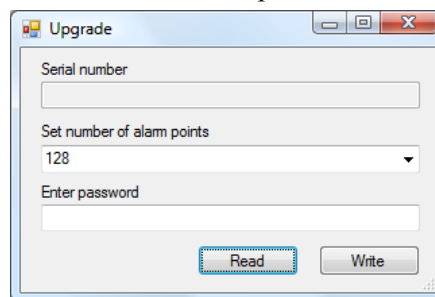 Upgrade
Serial number
Set number of alarm points
128
Enter password
Read Write